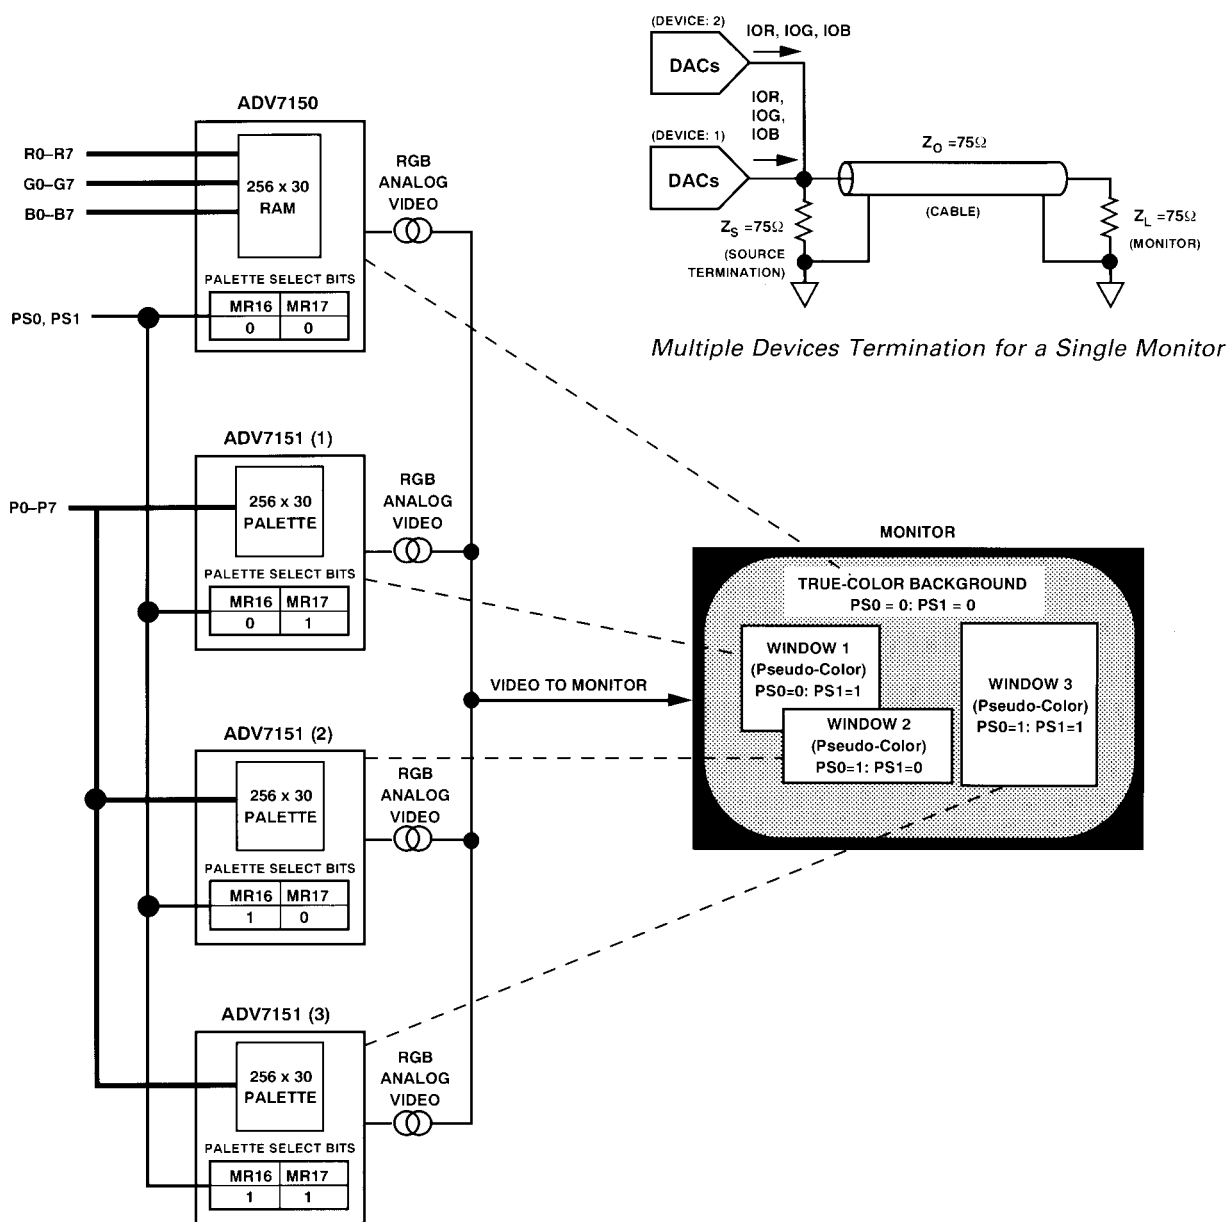 (DEVICE: 2)
IOR, IOG, IOB
DACs
IOR,
IOG,
IOB
(DEVICE: 1)
DACs
Z_O =75Ω
(CABLE)
Z_S =75Ω
(SOURCE
TERMINATION)
Z_L =75Ω
(MONITOR)
Multiple Devices Termination for a Single Monitor
ADV7150
R0–R7
G0–G7
B0–B7
256 x 30
RAM
RGB
ANALOG
VIDEO
PALETTE SELECT BITS
MR16 MR17
0 0
PS0, PS1
ADV7151 (1)
P0–P7
256 x 30
PALETTE
RGB
ANALOG
VIDEO
PALETTE SELECT BITS
MR16 MR17
0 1
VIDEO TO MONITOR
ADV7151 (2)
256 x 30
PALETTE
RGB
ANALOG
VIDEO
PALETTE SELECT BITS
MR16 MR17
1 0
ADV7151 (3)
256 x 30
PALETTE
RGB
ANALOG
VIDEO
PALETTE SELECT BITS
MR16 MR17
1 1
MONITOR
TRUE-COLOR BACKGROUND
PS0 = 0: PS1 = 0
WINDOW 1
(Pseudo-Color)
PS0=0: PS1=1
WINDOW 2
(Pseudo-Color)
PS0=1: PS1=0
WINDOW 3
(Pseudo-Color)
PS0=1: PS1=1